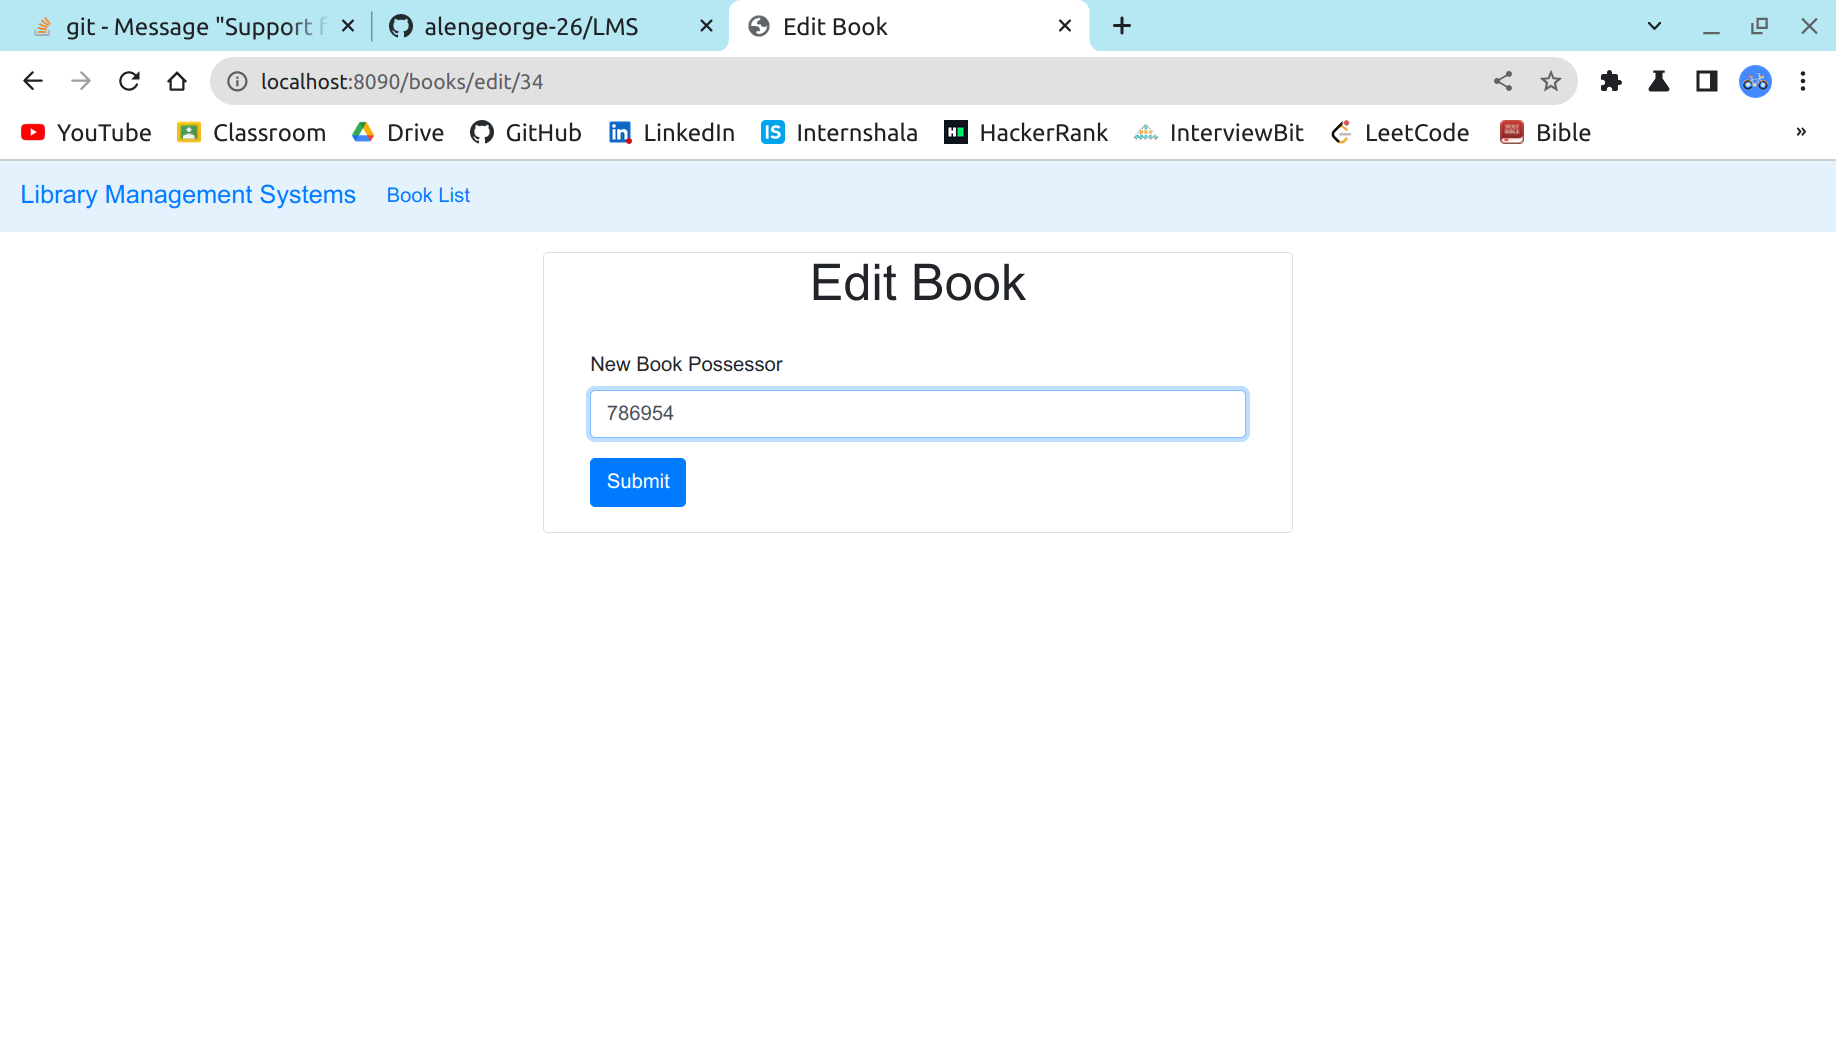 git - Message "Support f
alengeorge-26/LMS
Edit Book
localhost:8090/books/edit/34
YouTube Classroom Drive GitHub LinkedIn Internshala HackerRank InterviewBit LeetCode Bible »
Library Management Systems Book List
Edit Book
New Book Possessor
786954
Submit